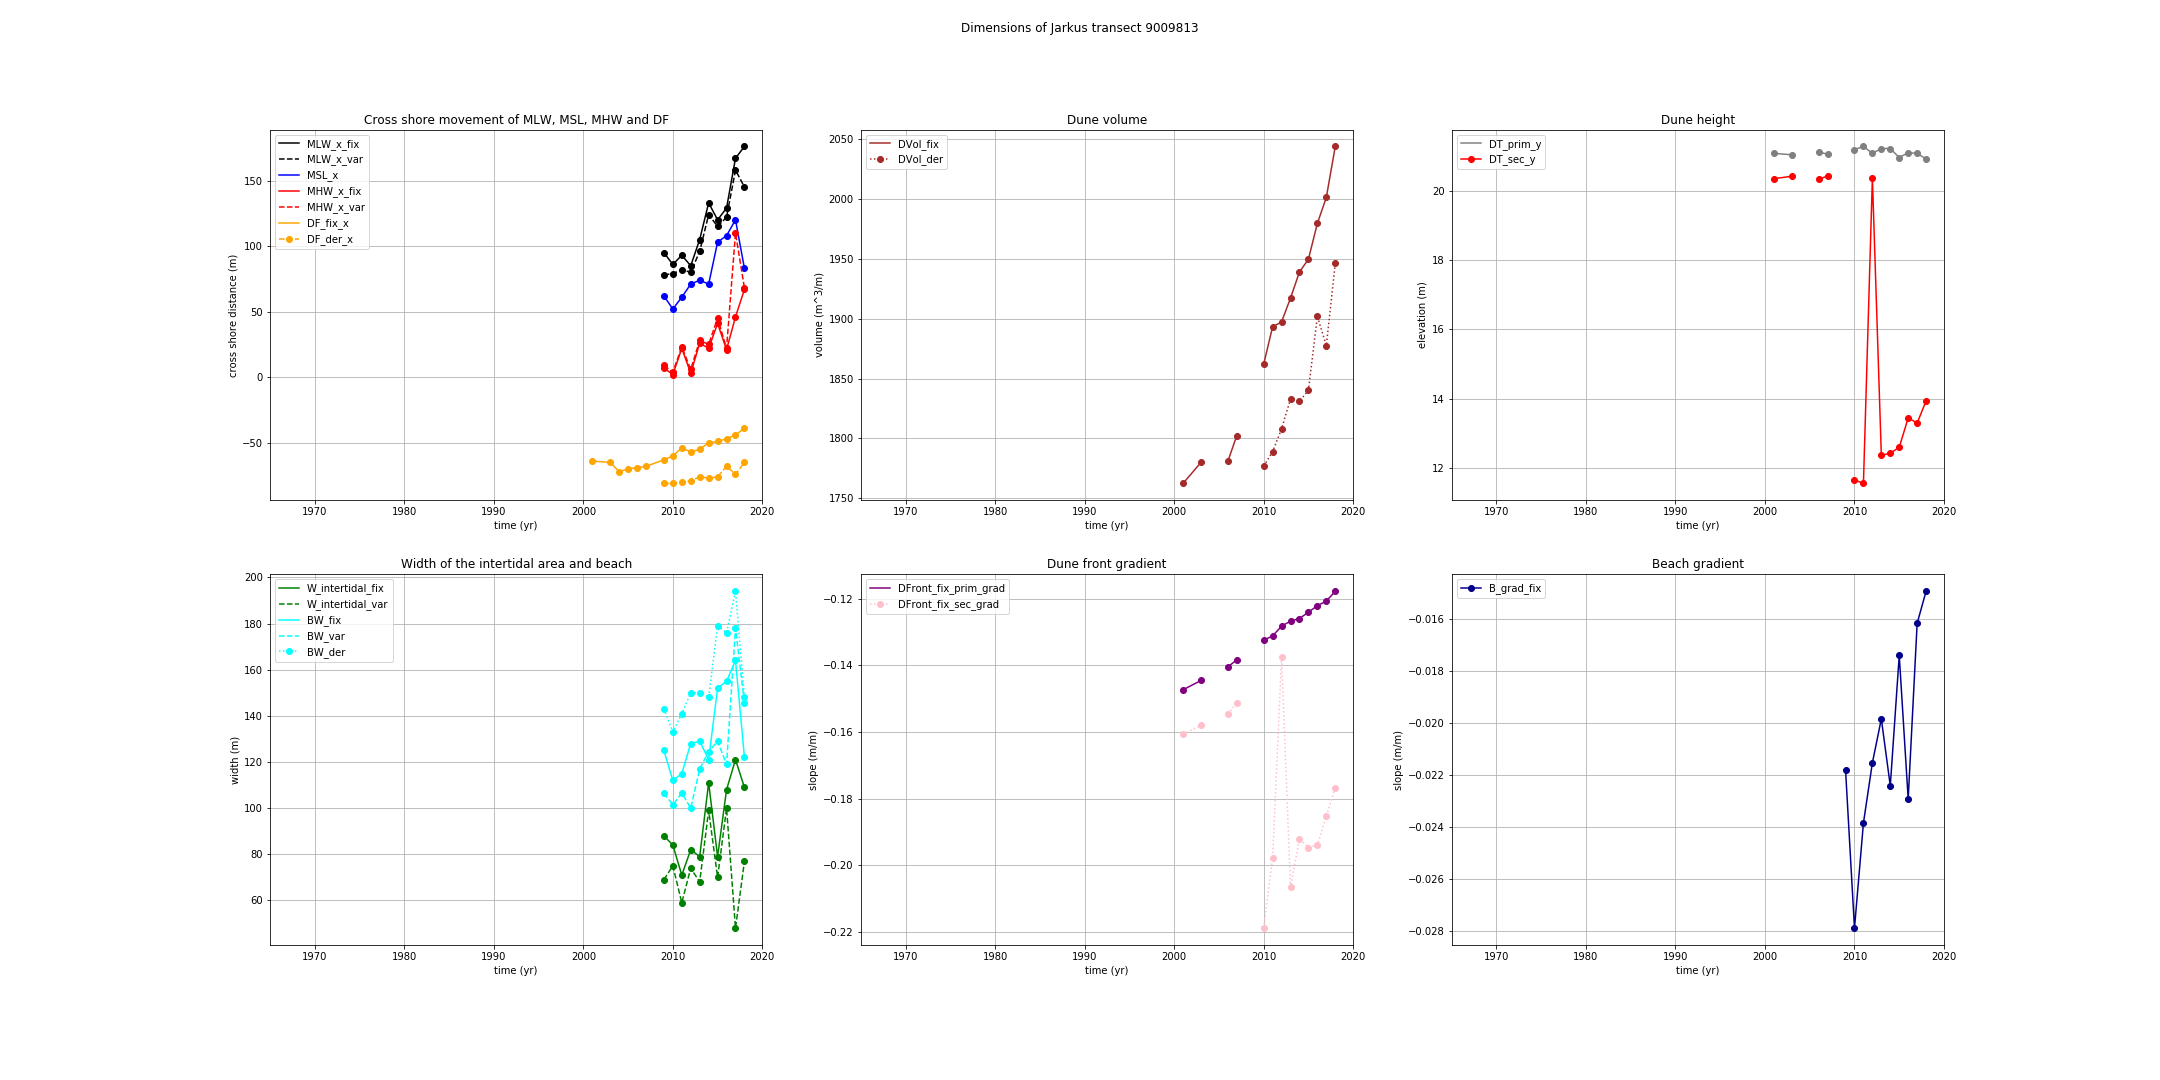 Dimensions of Jarkus transect 9009813
Cross shore movement of MLW, MSL, MHW and DF
MLW_x_fix
MLW_x_var
MSL_x
MHW_x_fix
MHW_x_var
DF_fix_x
DF_der_x
150
100
50
0
−50
cross shore distance (m)
1970 1980 1990 2000 2010 2020
time (yr)
Dune volume
DVol_fix
DVol_der
2050
2000
1950
1900
1850
1800
1750
volume (m^3/m)
1970 1980 1990 2000 2010 2020
time (yr)
Dune height
DT_prim_y
DT_sec_y
20
18
16
14
12
elevation (m)
1970 1980 1990 2000 2010 2020
time (yr)
Width of the intertidal area and beach
W_intertidal_fix
W_intertidal_var
BW_fix
BW_var
BW_der
200
180
160
140
120
100
80
60
width (m)
1970 1980 1990 2000 2010 2020
time (yr)
Dune front gradient
DFront_fix_prim_grad
DFront_fix_sec_grad
−0.12
−0.14
−0.16
−0.18
−0.20
−0.22
slope (m/m)
1970 1980 1990 2000 2010 2020
time (yr)
Beach gradient
B_grad_fix
−0.016
−0.018
−0.020
−0.022
−0.024
−0.026
−0.028
slope (m/m)
1970 1980 1990 2000 2010 2020
time (yr)